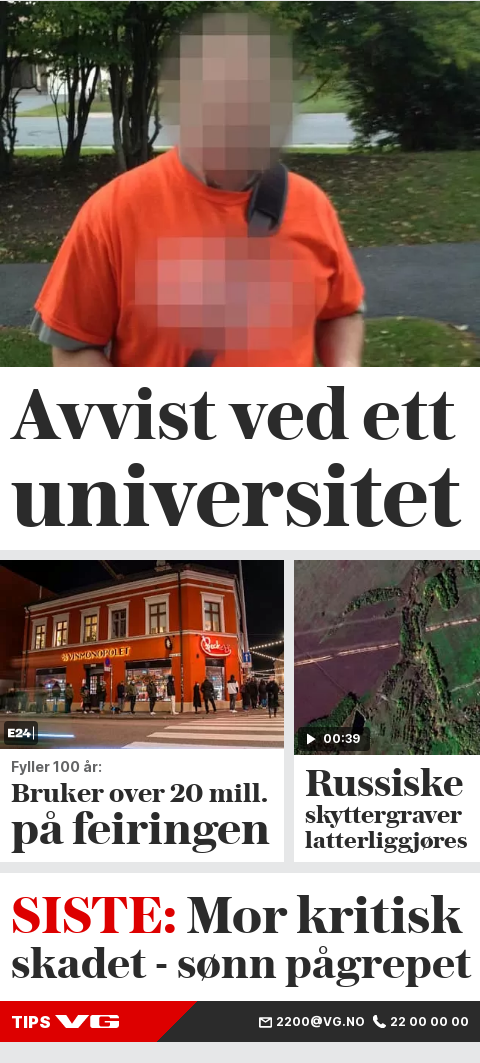 Avvist ved ett
universitet
VINMONOPOLET
E24
00:39
Fyller 100 år:
Bruker over 20 mill.
på feiringen
Russiske
skyttergraver
latterliggjøres
SISTE: Mor kritisk
skadet - sønn pågrepet
TIPS VG 2200@VG.NO 22 00 00 00